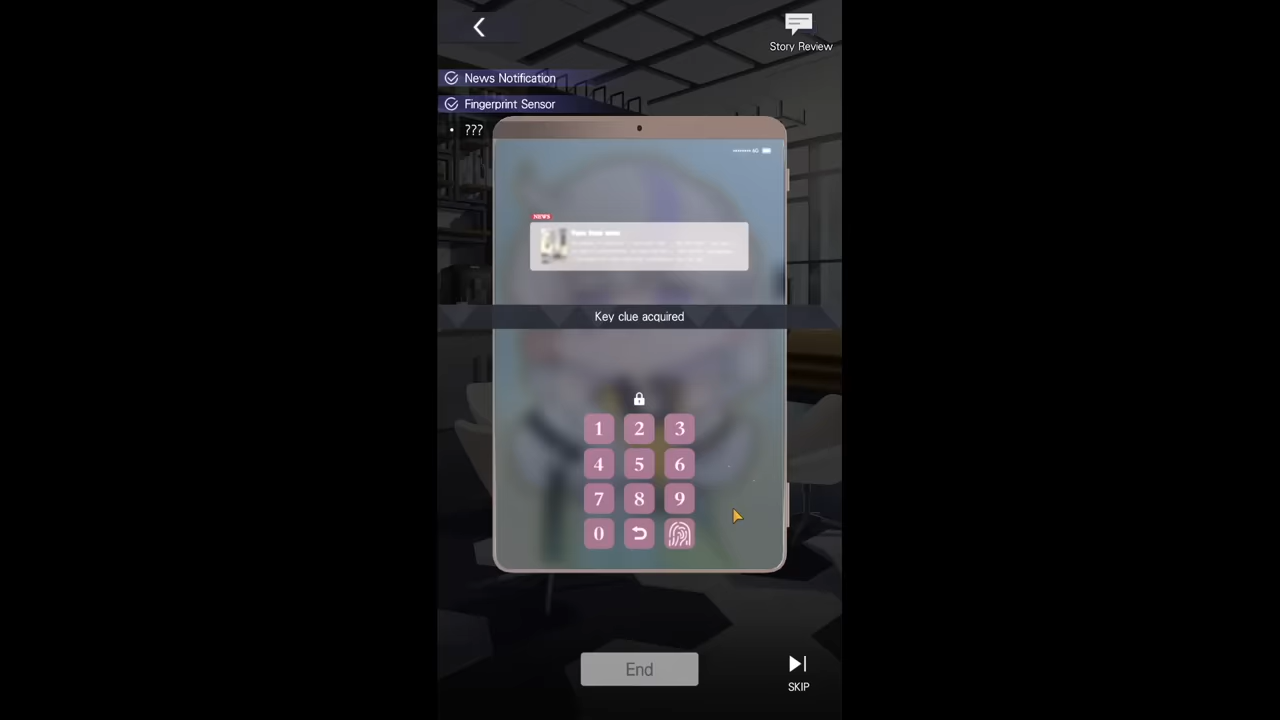 Story Review
News Notification
Fingerprint Sensor
• ???
NEWS
Key clue acquired
1 2 3
4 5 6
7 8 9
0
End
SKIP